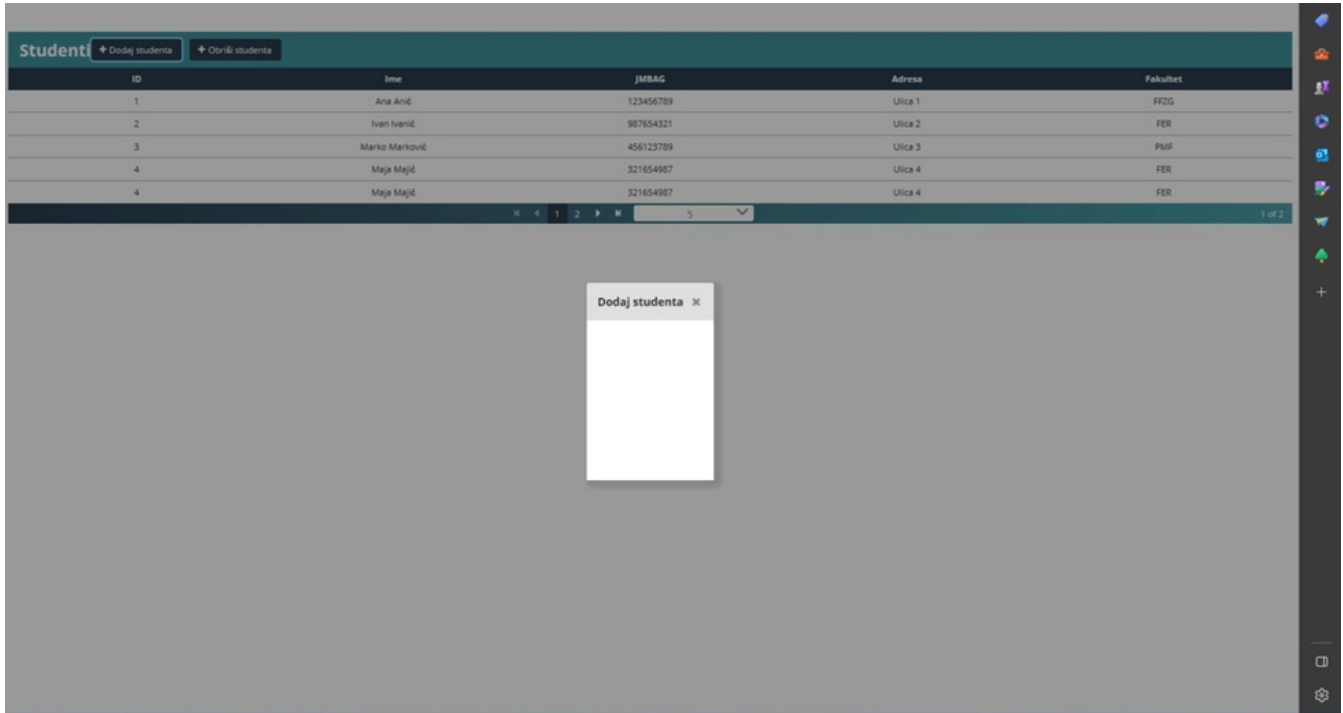 Studenti + Dodaj studenta + Obriši studenta
ID Ime JMBAG Adresa Fakultet
1 Ana Anić 123456789 Ulica 1 FFZG
2 Ivan Ivanić 987654321 Ulica 2 FER
3 Marko Marković 456123789 Ulica 3 PMF
4 Maja Majić 321654987 Ulica 4 FER
4 Maja Majić 321654987 Ulica 4 FER
1 2 5 1 of 2
Dodaj studenta ×